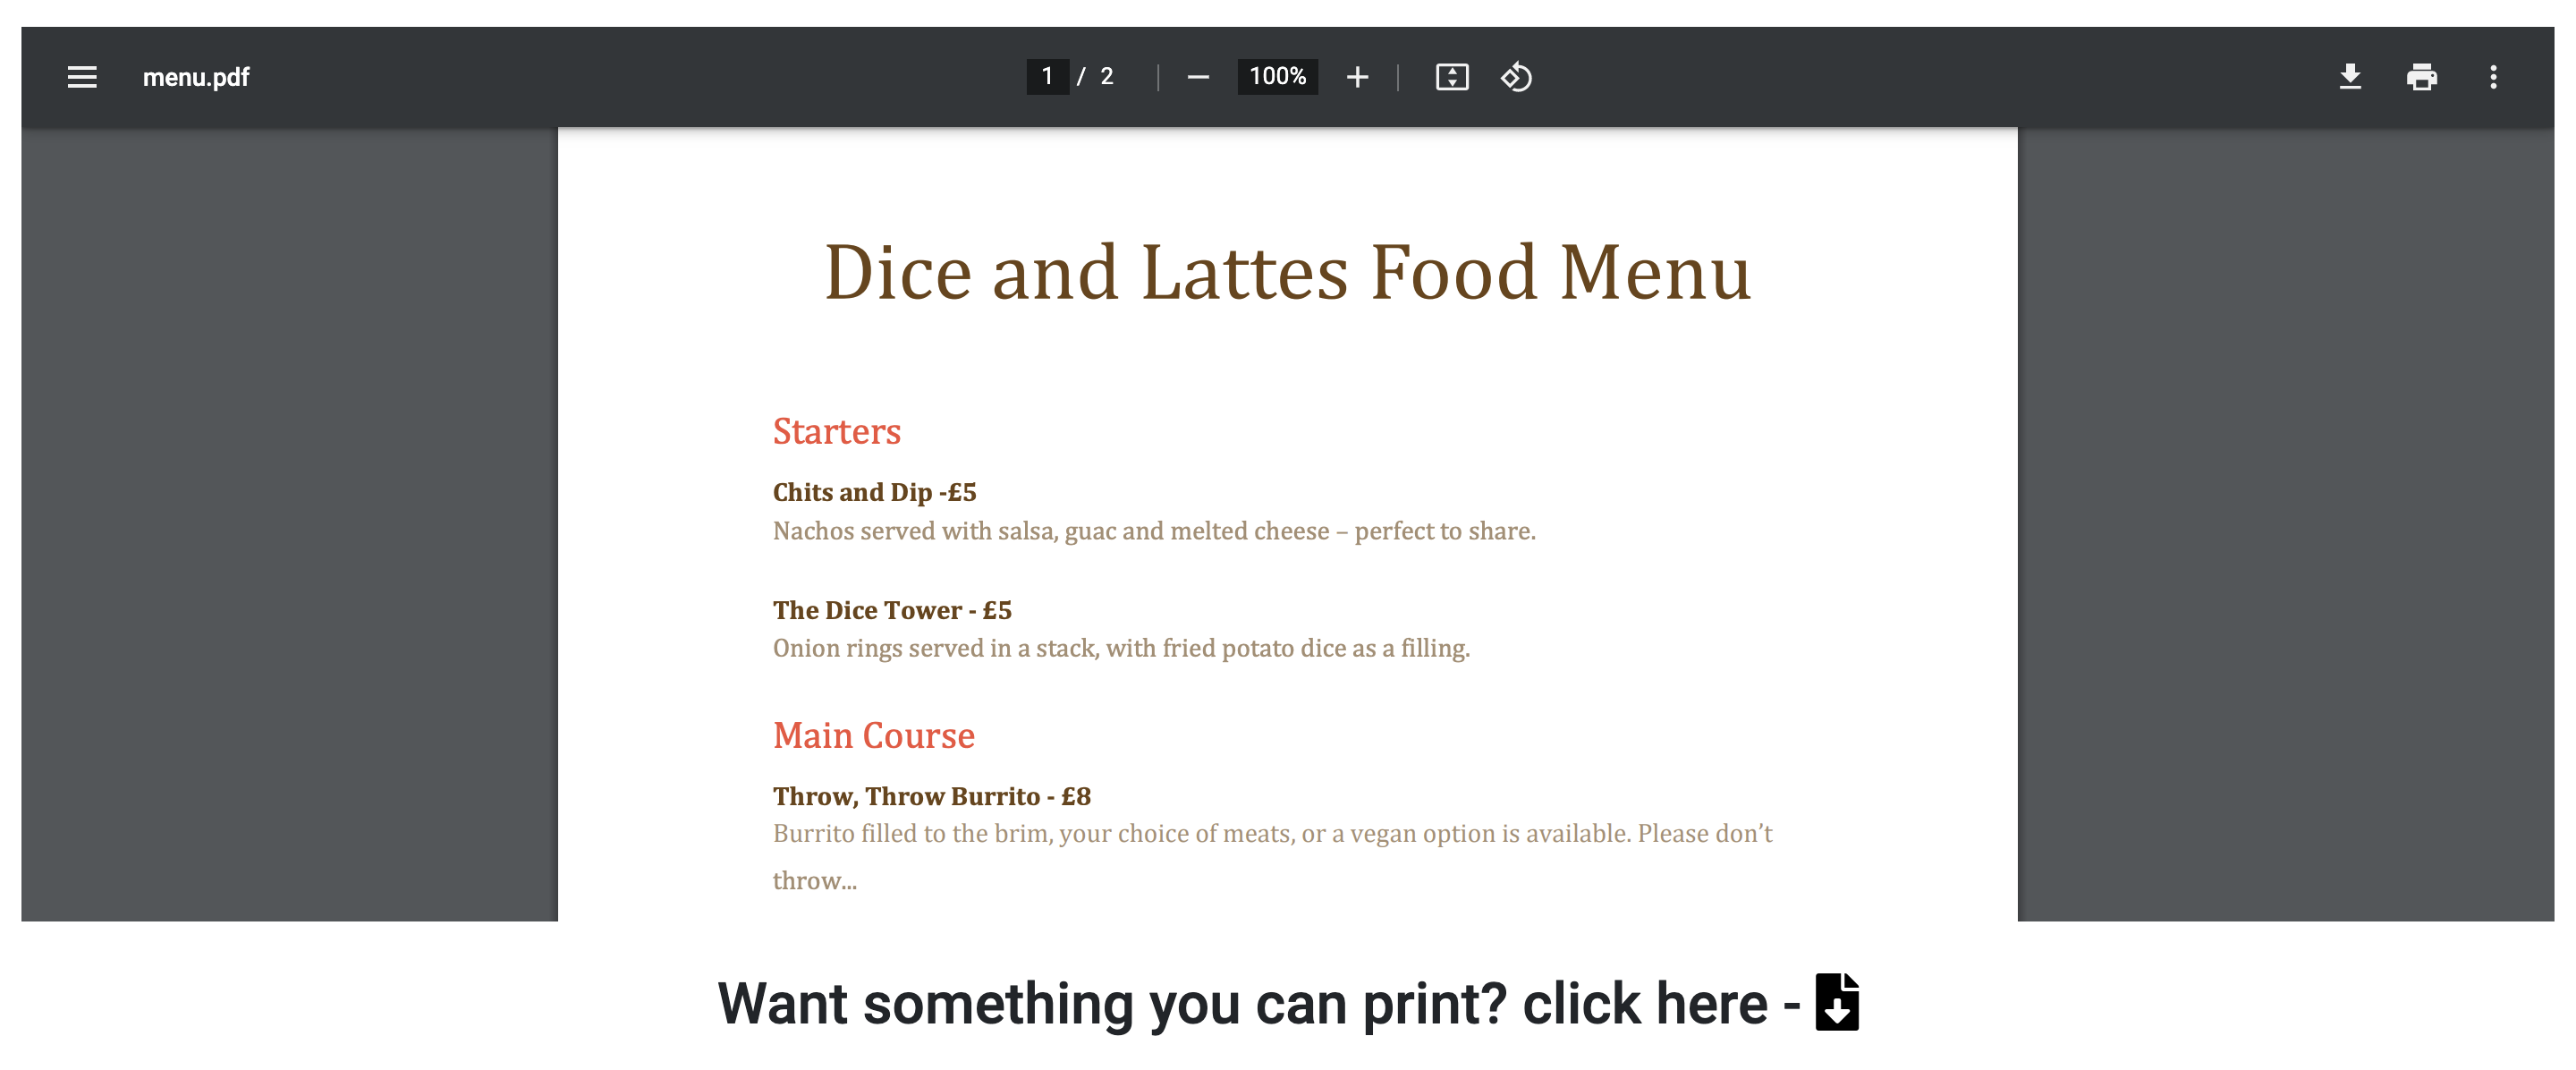 menu.pdf 1 / 2 100%
Dice and Lattes Food Menu
Starters
Chits and Dip -£5
Nachos served with salsa, guac and melted cheese – perfect to share.
The Dice Tower - £5
Onion rings served in a stack, with fried potato dice as a filling.
Main Course
Throw, Throw Burrito - £8
Burrito filled to the brim, your choice of meats, or a vegan option is available. Please don’t
throw...
Want something you can print? click here -